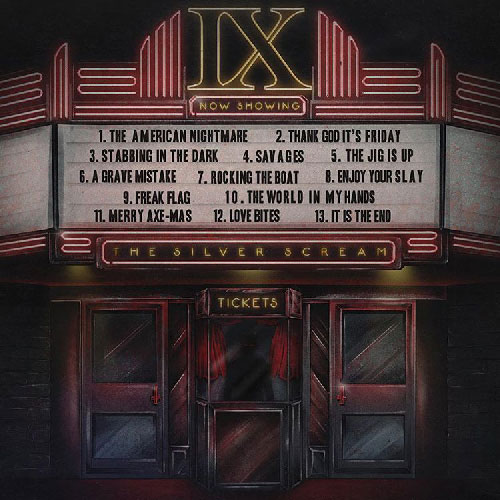 IX
NOW SHOWING
1. THE AMERICAN NIGHTMARE 2. THANK GOD IT'S FRIDAY
3. STABBING IN THE DARK 4. SAVAGES 5. THE JIG IS UP
6. A GRAVE MISTAKE 7. ROCKING THE BOAT 8. ENJOY YOUR SLAY
9. FREAK FLAG 10. THE WORLD IN MY HANDS
11. MERRY AXE-MAS 12. LOVE BITES 13. IT IS THE END
THE SILVER SCREAM
TICKETS